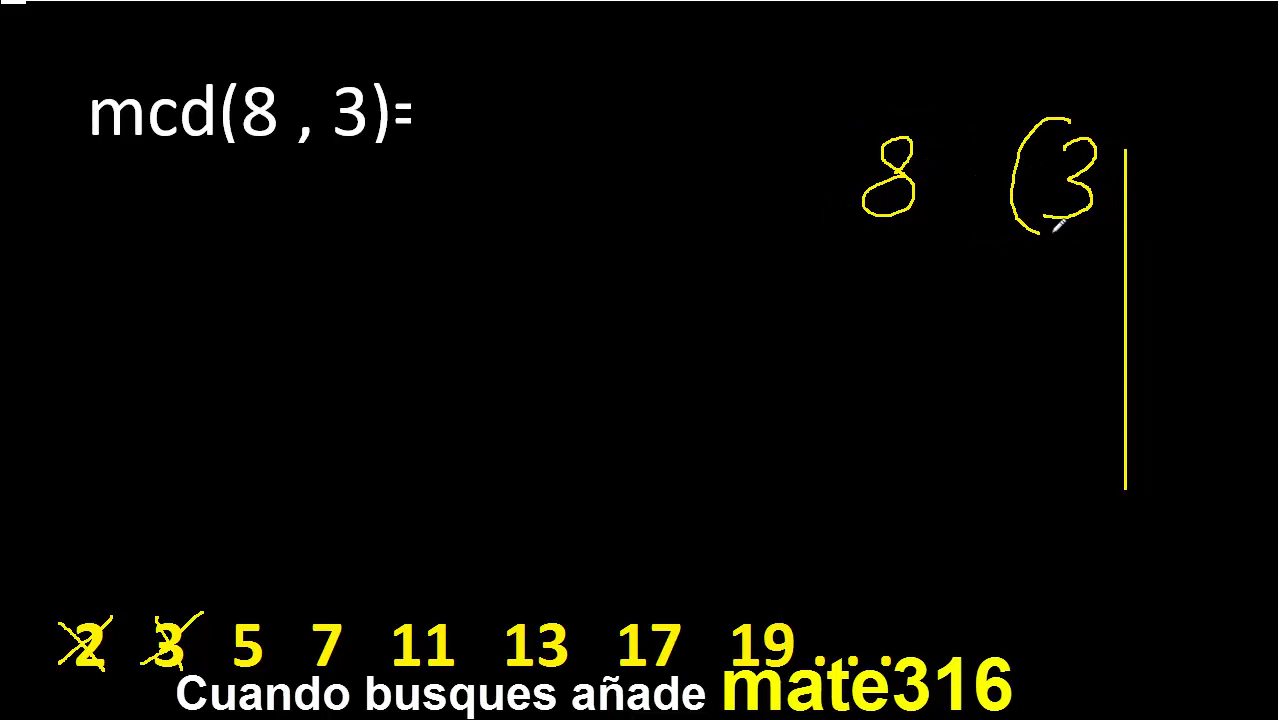 mcd(8 , 3)=
8 (3
2 3 5 7 11 13 17 19 . . .
Cuando busques añade mate316